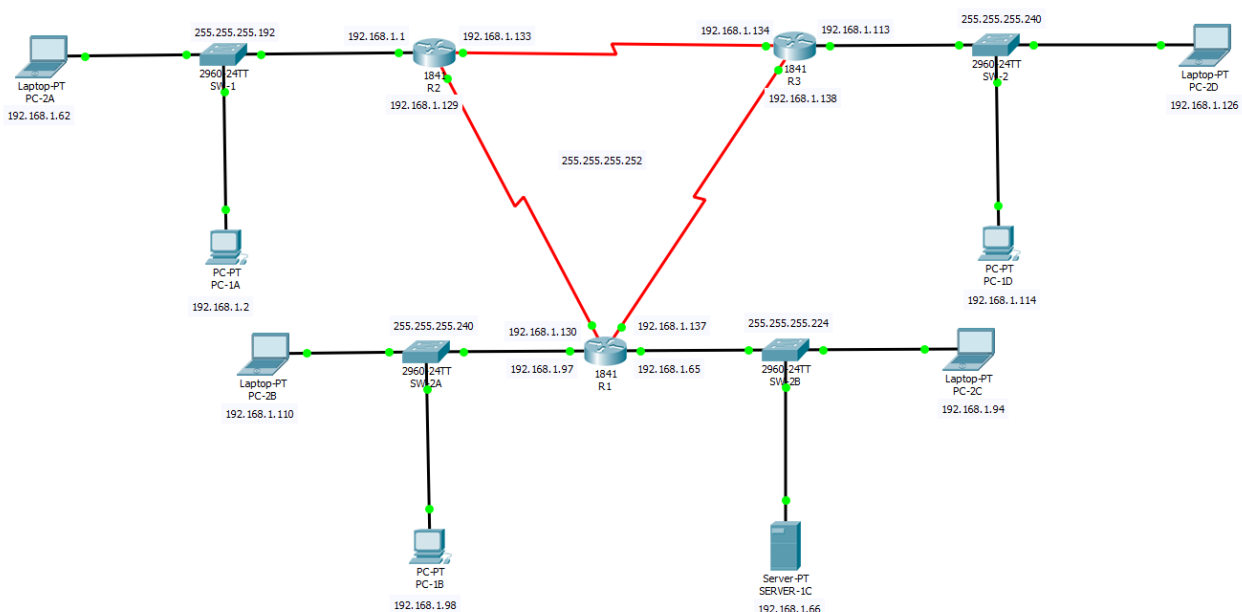 255.255.255.192
192.168.1.1
192.168.1.133
192.168.1.134
192.168.1.113
255.255.255.240
Laptop-PT
PC-2A
192.168.1.62
2960-24TT
SW-1
1841
R2
192.168.1.129
1841
R3
192.168.1.138
2960-24TT
SW-2
Laptop-PT
PC-2D
192.168.1.126
255.255.255.252
PC-PT
PC-1A
192.168.1.2
PC-PT
PC-1D
192.168.1.114
255.255.255.240
192.168.1.130
192.168.1.137
255.255.255.224
Laptop-PT
PC-2B
192.168.1.110
2960-24TT
SW-2A
192.168.1.97
1841
R1
192.168.1.65
2960-24TT
SW-2B
Laptop-PT
PC-2C
192.168.1.94
PC-PT
PC-1B
192.168.1.98
Server-PT
SERVER-1C
192.168.1.66